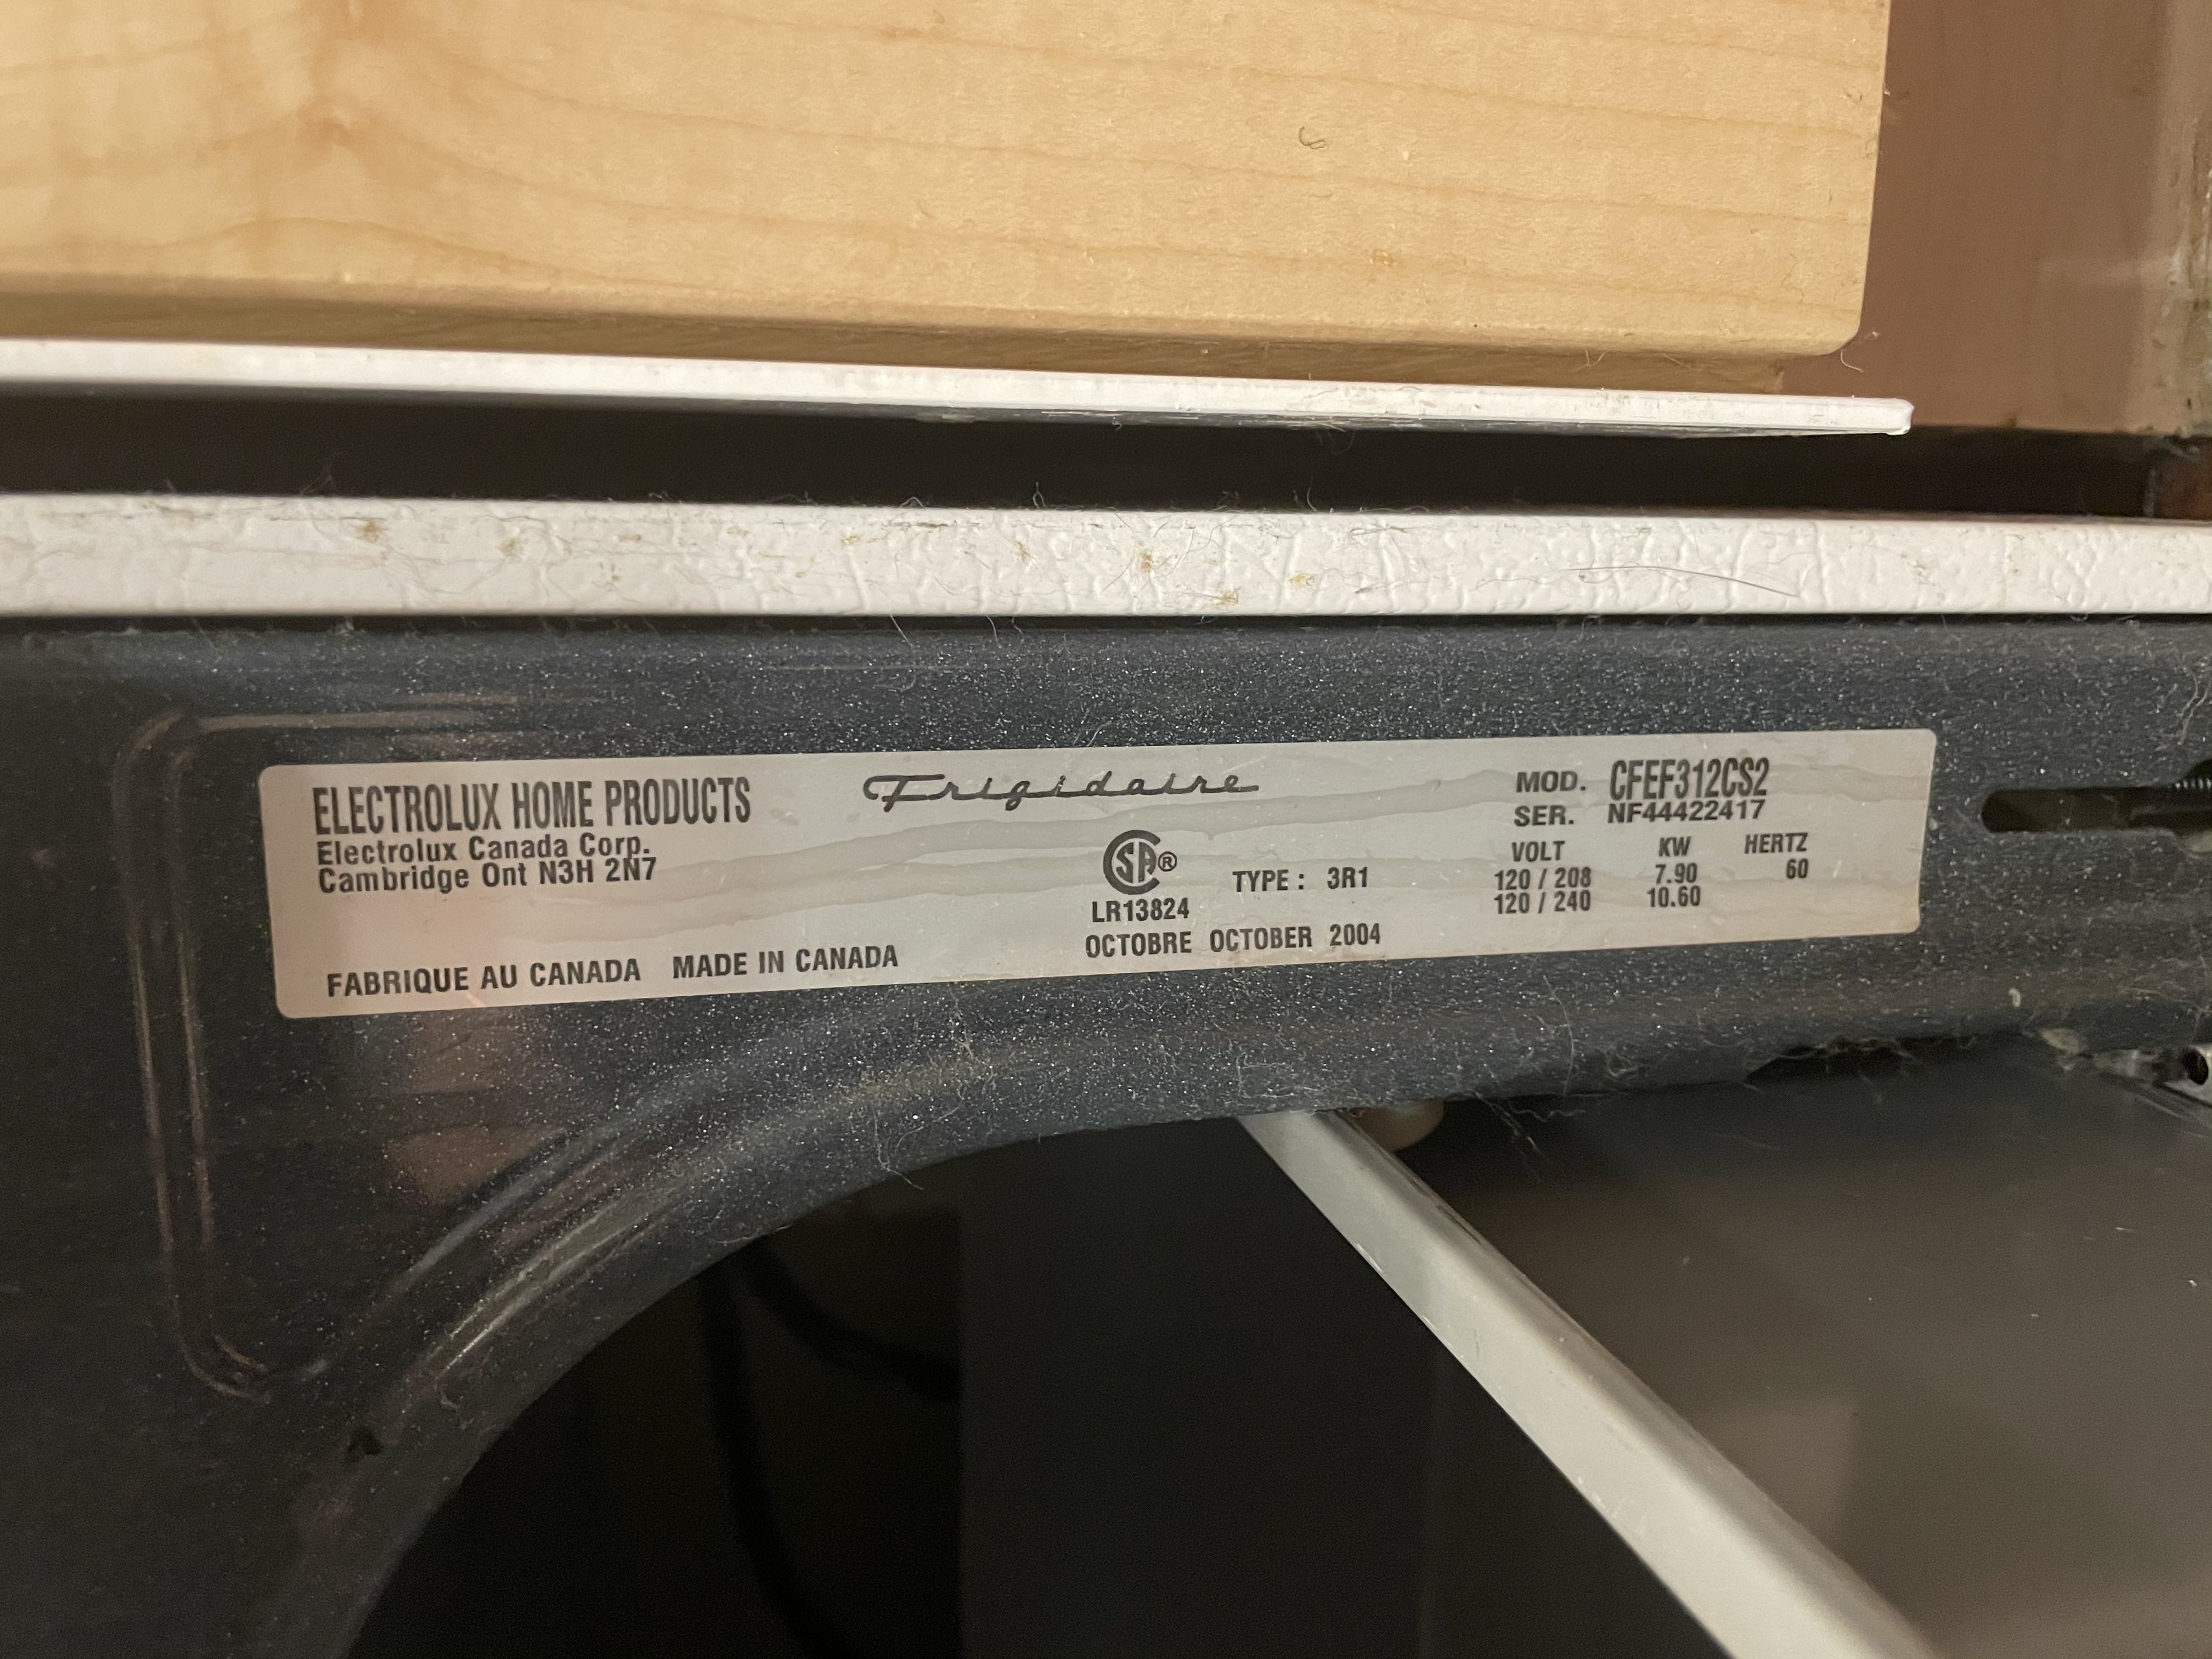 ELECTROLUX HOME PRODUCTS
Electrolux Canada Corp.
Cambridge Ont N3H 2N7
FABRIQUE AU CANADA MADE IN CANADA
Frigidaire
SA®
LR13824 TYPE : 3R1
OCTOBRE OCTOBER 2004
MOD. CFEF312CS2
SER. NF44422417
VOLT KW HERTZ
120 / 208 7.90 60
120 / 240 10.60